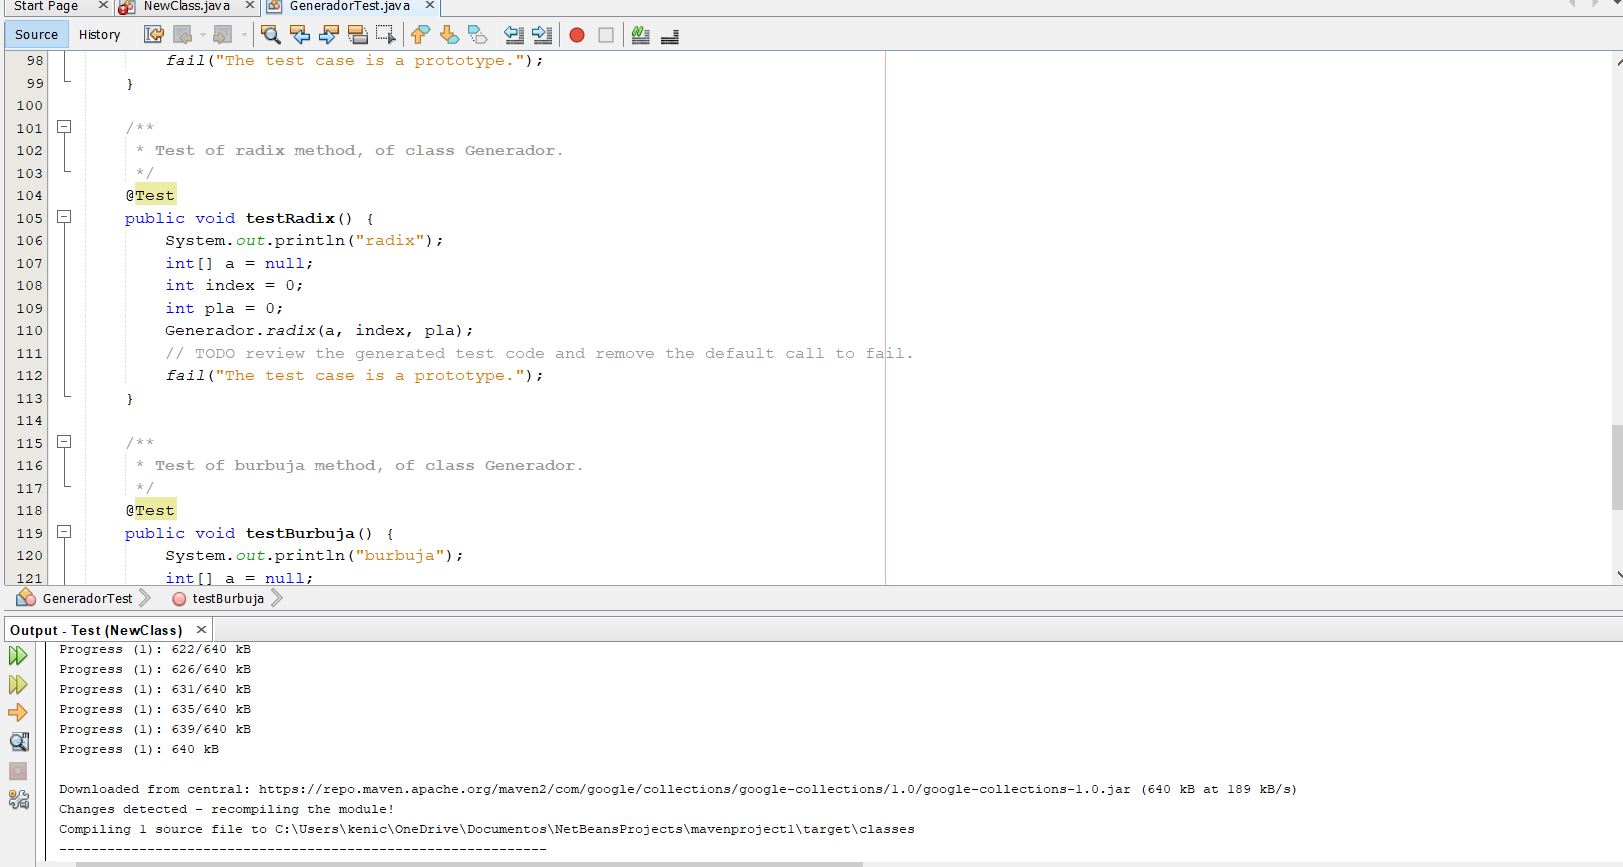 Start Page NewClass.java GeneradorTest.java
Source History
98 fail("The test case is a prototype.");
99 }
100
101 /**
102 * Test of radix method, of class Generador.
103 */
104 @Test
105 public void testRadix() {
106 System.out.println("radix");
107 int[] a = null;
108 int index = 0;
109 int pla = 0;
110 Generador.radix(a, index, pla);
111 // TODO review the generated test code and remove the default call to fail.
112 fail("The test case is a prototype.");
113 }
114
115 /**
116 * Test of burbuja method, of class Generador.
117 */
118 @Test
119 public void testBurbuja() {
120 System.out.println("burbuja");
121 int[] a = null;
GeneradorTest testBurbuja
Output - Test (NewClass)
Progress (1): 622/640 kB
Progress (1): 626/640 kB
Progress (1): 631/640 kB
Progress (1): 635/640 kB
Progress (1): 639/640 kB
Progress (1): 640 kB
Downloaded from central: https://repo.maven.apache.org/maven2/com/google/collections/google-collections/1.0/google-collections-1.0.jar (640 kB at 189 kB/s)
Changes detected - recompiling the module!
Compiling 1 source file to C:\Users\kenic\OneDrive\Documentos\NetBeansProjects\mavenproject1\target\classes
------------------------------------------------------------